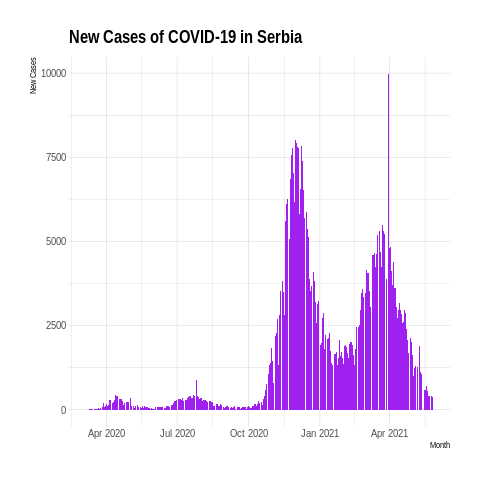 New Cases of COVID-19 in Serbia
New Cases
10000
7500
5000
2500
0
Apr 2020
Jul 2020
Oct 2020
Jan 2021
Apr 2021
Month